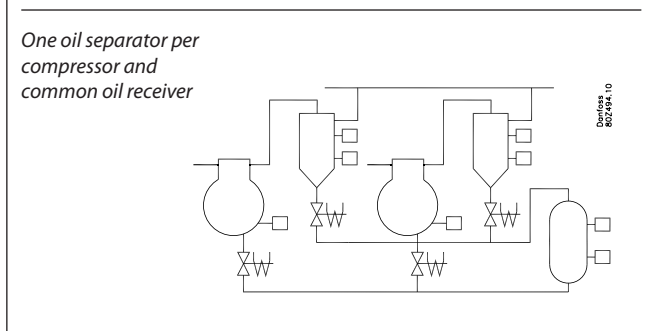 One oil separator per
compressor and
common oil receiver
Danfoss
80Z494.10